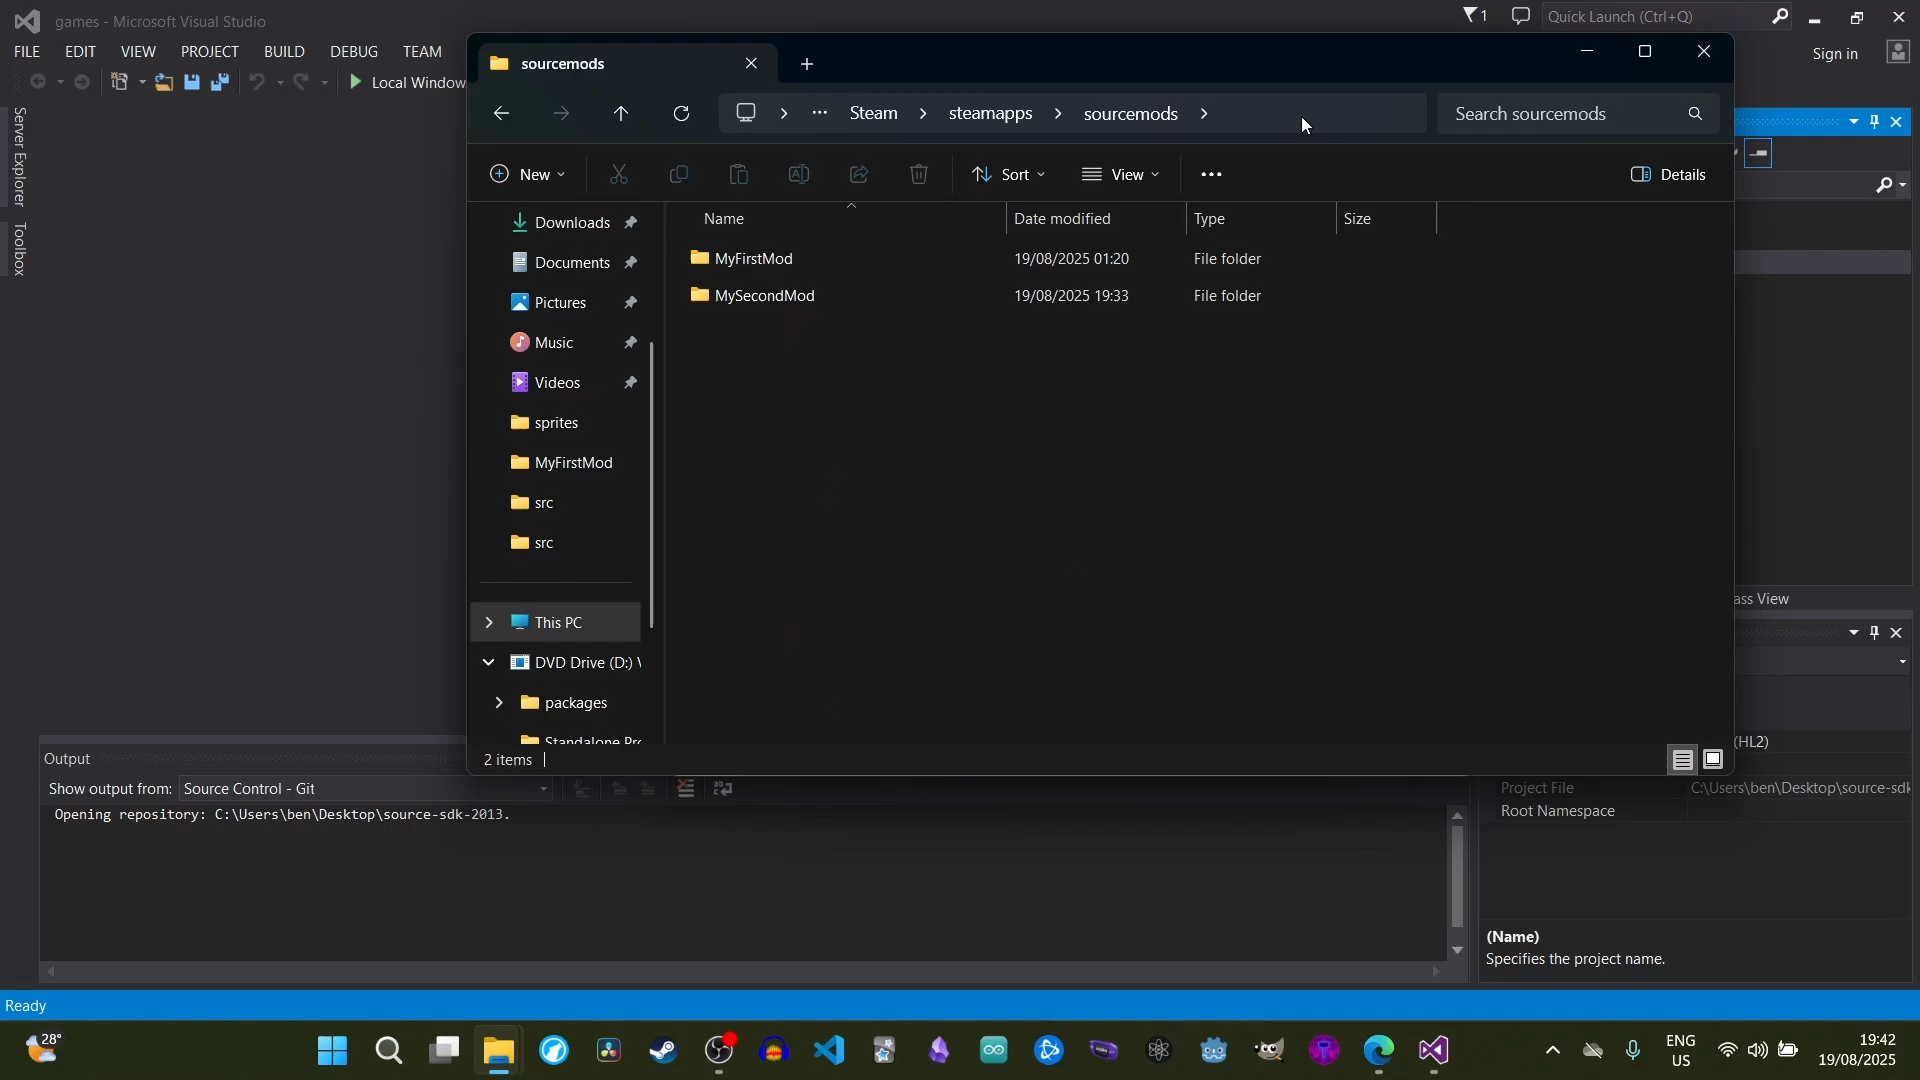 games - Microsoft Visual Studio
1
Quick Launch (Ctrl+Q)
FILE EDIT VIEW PROJECT BUILD DEBUG TEAM
Sign in
Local Window
Server Explorer
Toolbox
sourcemods
Steam
steamapps
sourcemods
Search sourcemods
New
Sort
View
Details
Name
Date modified
Type
Size
MyFirstMod 19/08/2025 01:20 File folder
MySecondMod 19/08/2025 19:33 File folder
Downloads
Documents
Pictures
Music
Videos
sprites
MyFirstMod
src
src
This PC
DVD Drive (D:)
packages
Standalone Pr
2 items
ass View
(HL2)
Project File C:\Users\ben\Desktop\source-sdk
Root Namespace
(Name)
Specifies the project name.
Output
Show output from: Source Control - Git
Opening repository: C:\Users\ben\Desktop\source-sdk-2013.
Ready
28°
ENG
US
19:42
19/08/2025